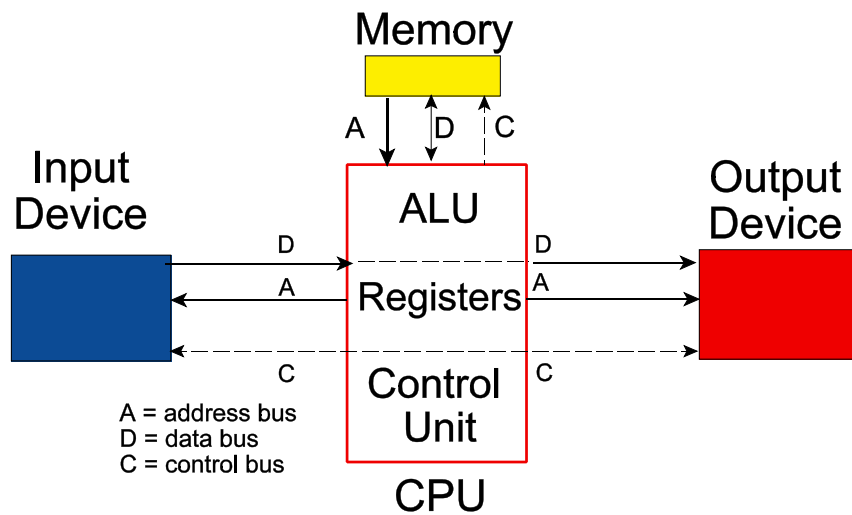 Memory
A
D
C
Input
Device
ALU
Output
Device
D
D
A
Registers
A
C
Control
Unit
C
A = address bus
D = data bus
C = control bus
CPU